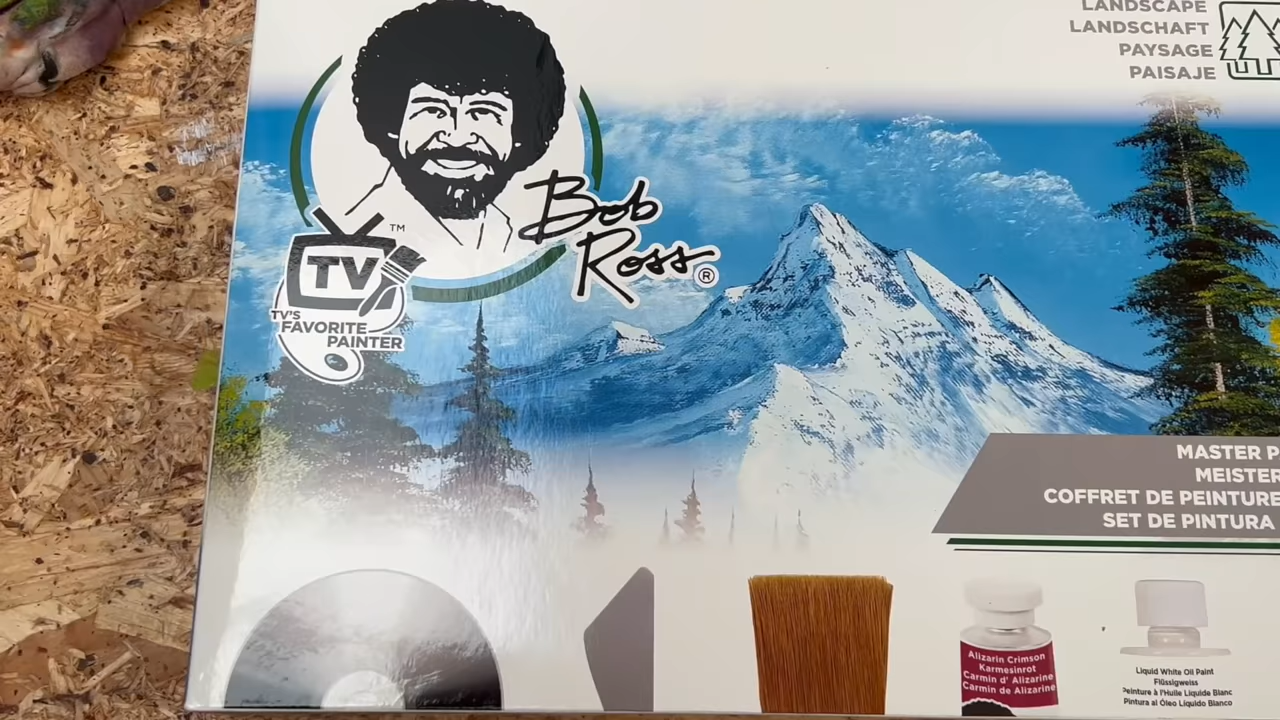 LANDSCAPE
LANDSCHAFT
PAYSAGE
PAISAJE
Bob
Ross®
TM
TV
TV'S
FAVORITE
PAINTER
MASTER P
MEISTER
COFFRET DE PEINTURE
SET DE PINTURA
Alizarin Crimson
Karmesinrot
Carmin d' Alizarine
Carmin de Alizarine
Liquid White Oil Paint
Flüssigweiss
Peinture à l'Huile Liquide Blanc
Pintura al Óleo Líquido Blanco